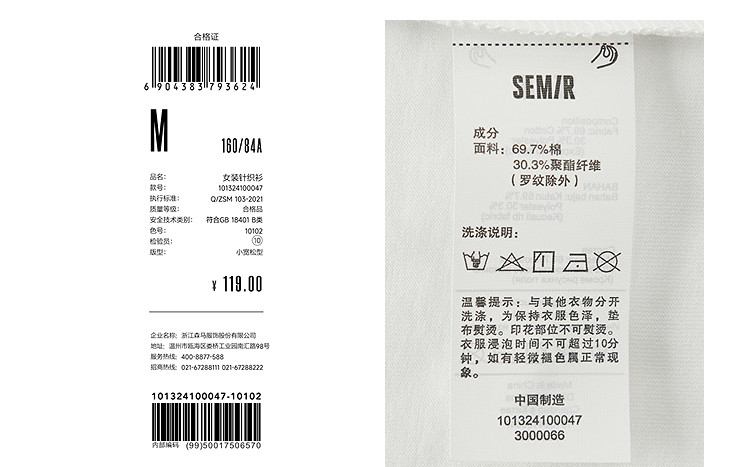 合格证
6 904383 793624
M
160/84A
品名： 女装针织衫
款号： 101324100047
执行标准： Q/ZSM 103-2021
质量等级： 合格品
安全技术类别： 符合GB 18401 B类
色号： 10102
检验员： ⑩
版型： 小宽松型
¥ 119.00
企业名称：浙江森马服饰股份有限公司
地址：温州市瓯海区娄桥工业园南汇路98号
服务热线：400-8877-588
招商热线：021-67288111 021-67288222
101324100047-10102
内部编码 (99)50017506570
SEMIR
成分
面料：69.7%棉
30.3%聚酯纤维
（罗纹除外）
洗涤说明：
温馨提示：与其他衣物分开
洗涤，为保持衣服色泽，垫
布熨烫。印花部位不可熨烫。
衣服浸泡时间不可超过10分
钟，如有轻微褪色属正常现
象。
中国制造
101324100047
3000066